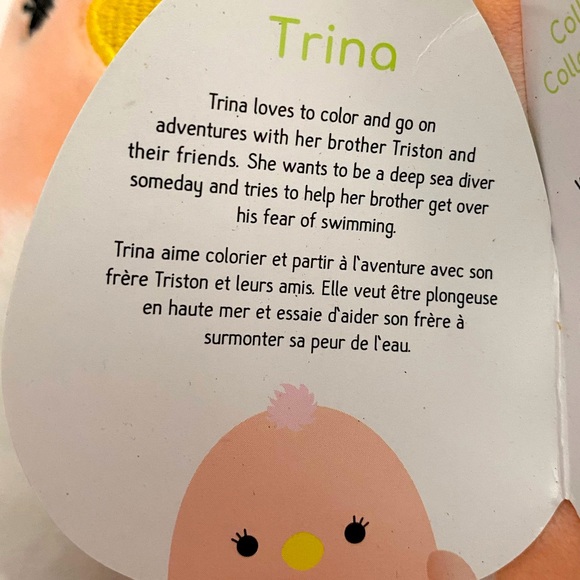 Trina
Trina loves to color and go on
adventures with her brother Triston and
their friends. She wants to be a deep sea diver
someday and tries to help her brother get over
his fear of swimming.
Trina aime colorier et partir à l'aventure avec son
frère Triston et leurs amis. Elle veut être plongeuse
en haute mer et essaie d'aider son frère à
surmonter sa peur de l'eau.